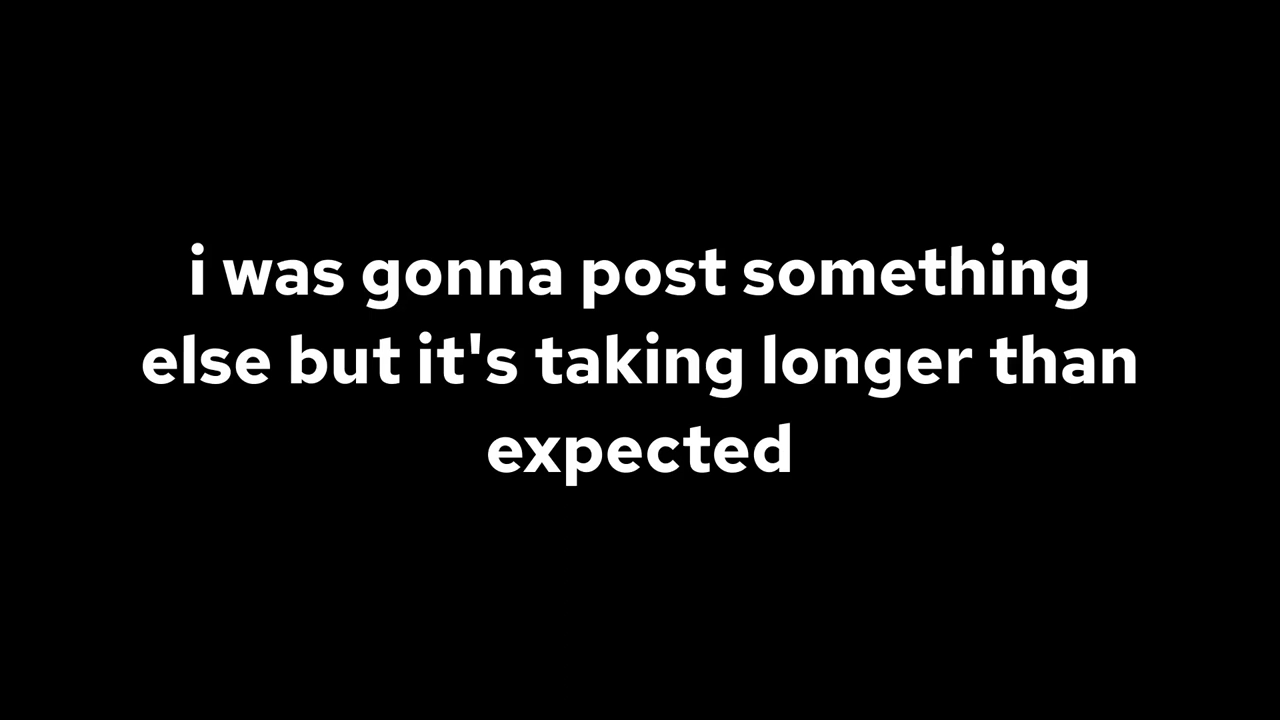 i was gonna post something
else but it's taking longer than
expected